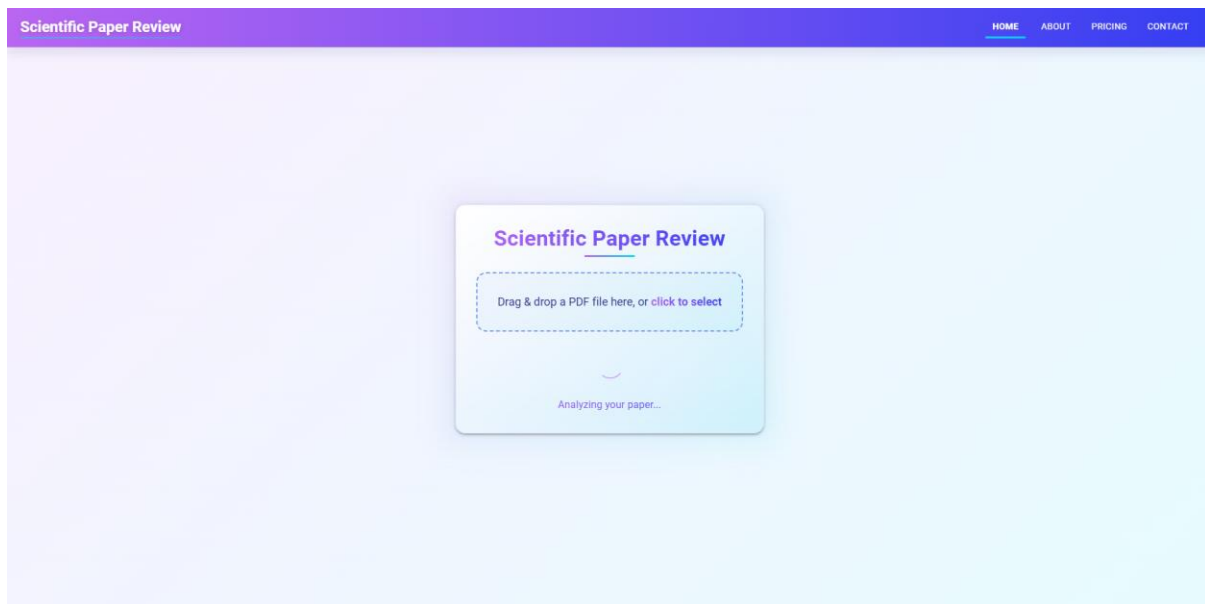 Scientific Paper Review
HOME ABOUT PRICING CONTACT
Scientific Paper Review
Drag & drop a PDF file here, or click to select
Analyzing your paper...